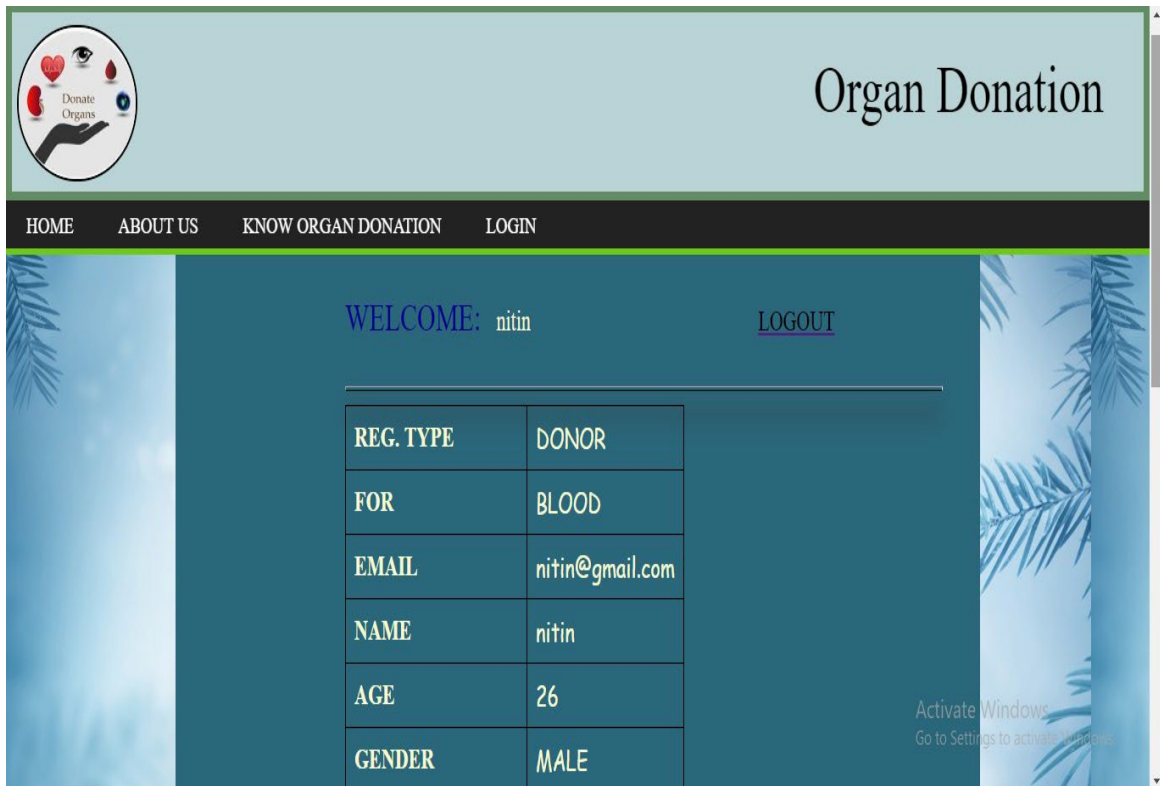 Donate
Organs
Organ Donation
HOME ABOUT US KNOW ORGAN DONATION LOGIN
WELCOME: nitin LOGOUT
REG. TYPE DONOR
FOR BLOOD
EMAIL nitin@gmail.com
NAME nitin
AGE 26
GENDER MALE
Activate Windows
Go to Settings to activate Windows.